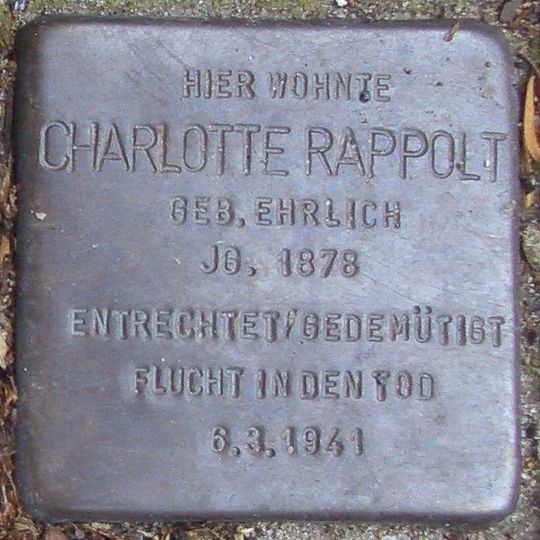 HIER WOHNTE
CHARLOTTE RAPPOLT
GEB. EHRLICH
JG. 1878
ENTRECHTET/GEDEMÜTIGT
FLUCHT IN DEN TOD
6.3.1941